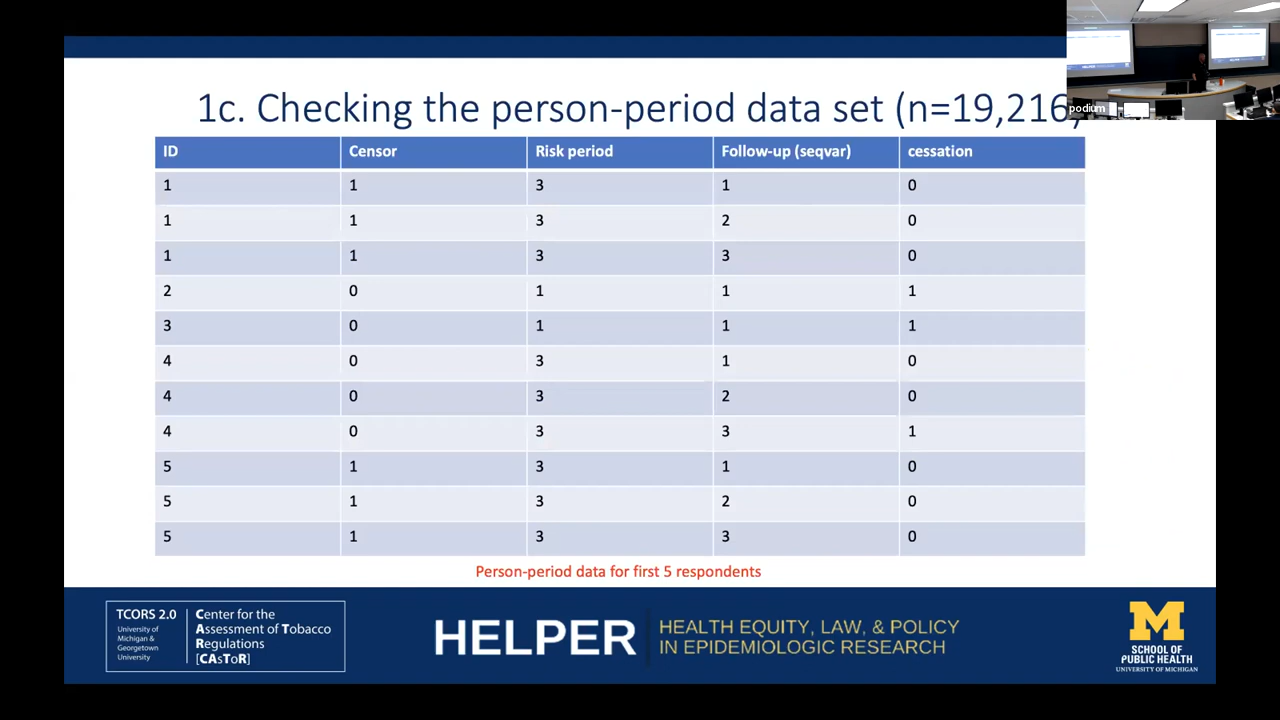 1c. Checking the person-period data set (n=19,216)
podium
ID Censor Risk period Follow-up (seqvar) cessation
1 1 3 1 0
1 1 3 2 0
1 1 3 3 0
2 0 1 1 1
3 0 1 1 1
4 0 3 1 0
4 0 3 2 0
4 0 3 3 1
5 1 3 1 0
5 1 3 2 0
5 1 3 3 0
Person-period data for first 5 respondents
TCORS 2.0
University of
Michigan &
Georgetown
University
Center for the
Assessment of Tobacco
Regulations
[CAsToR]
HELPER
HEALTH EQUITY, LAW, & POLICY
IN EPIDEMIOLOGIC RESEARCH
M
SCHOOL OF
PUBLIC HEALTH
UNIVERSITY OF MICHIGAN